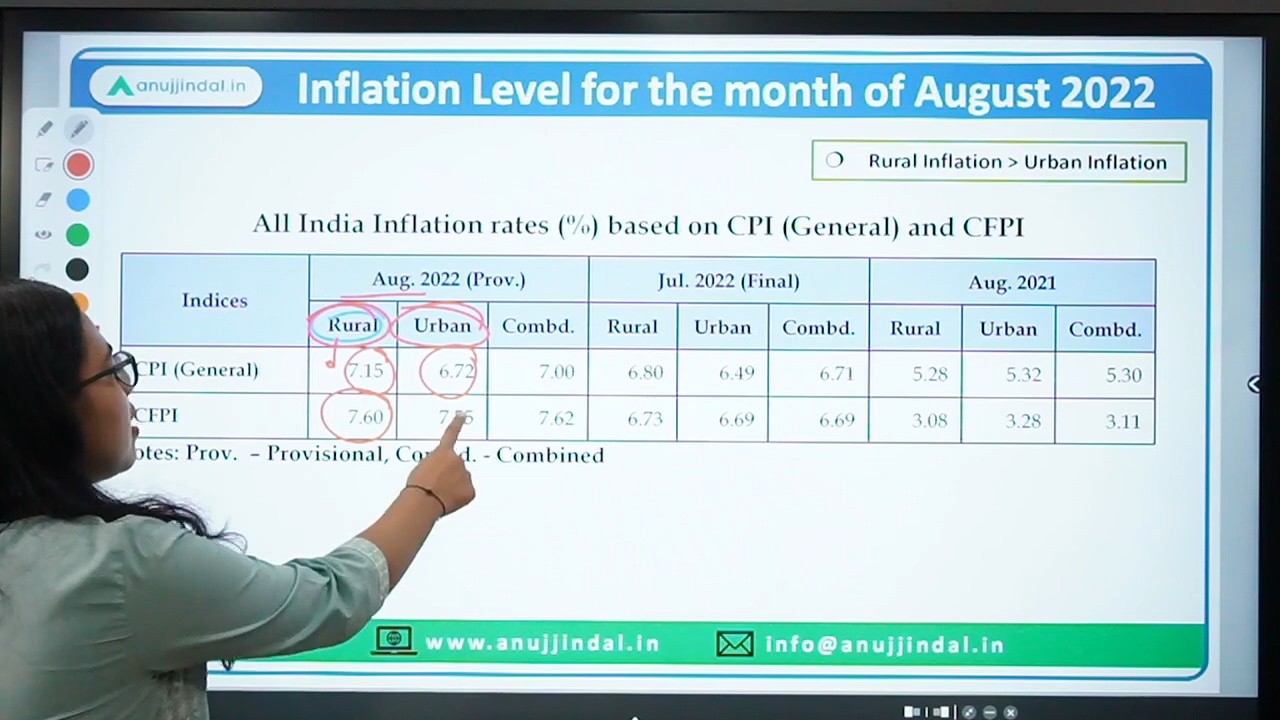 anujjindal.in
Inflation Level for the month of August 2022
Rural Inflation > Urban Inflation
All India Inflation rates (%) based on CPI (General) and CFPI
Indices Aug. 2022 (Prov.) Jul. 2022 (Final) Aug. 2021
Rural Urban Combd. Rural Urban Combd. Rural Urban Combd.
CPI (General) 7.15 6.72 7.00 6.80 6.49 6.71 5.28 5.32 5.30
CFPI 7.60 7.62 6.73 6.69 6.69 3.08 3.28 3.11
Prov. – Provisional, - Combined
www.anujjindal.in info@anujjindal.in